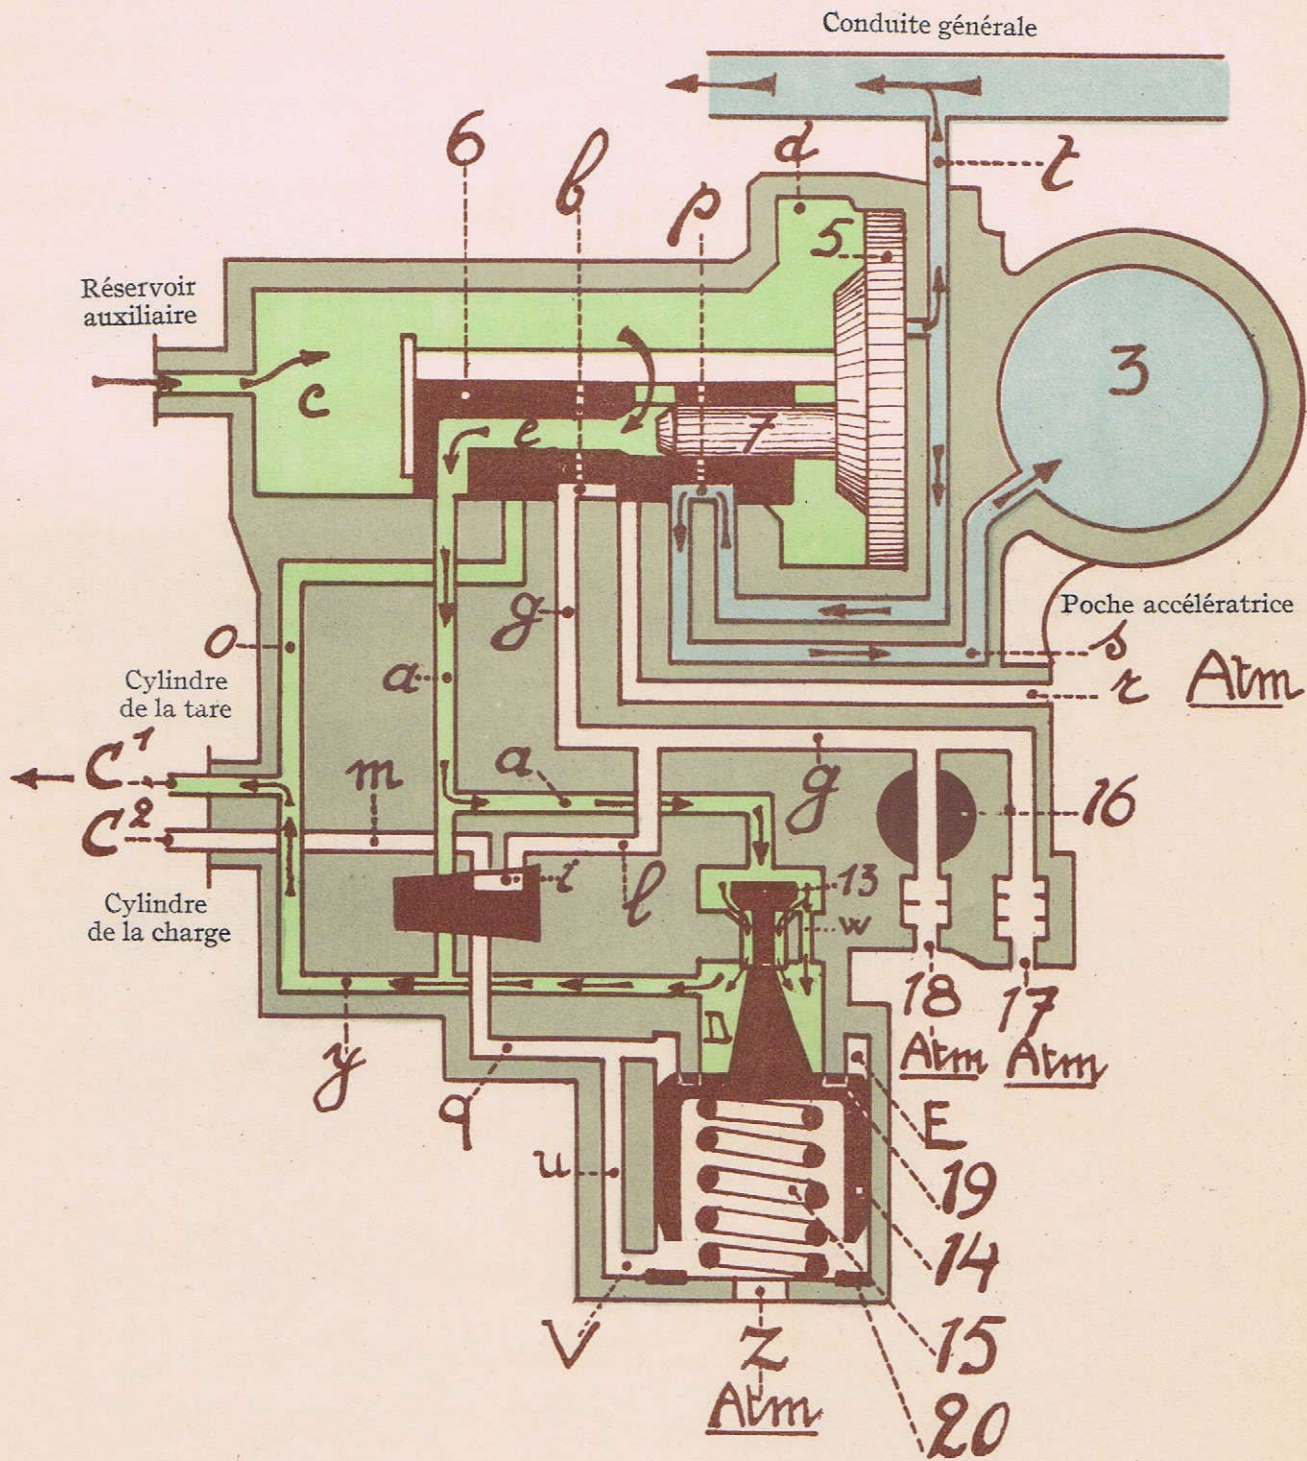 Conduite générale
6
b
d
p
t
5
Réservoir
auxiliaire
3
c
e
7
g
Poche accélératrice
o
a
s
r
Atm
Cylindre
de la tare
C¹
m
a
g
16
C²
i
l
13
w
Cylindre
de la charge
D
18
17
Atm
Atm
y
q
E
u
19
14
V
z
15
Atm
20